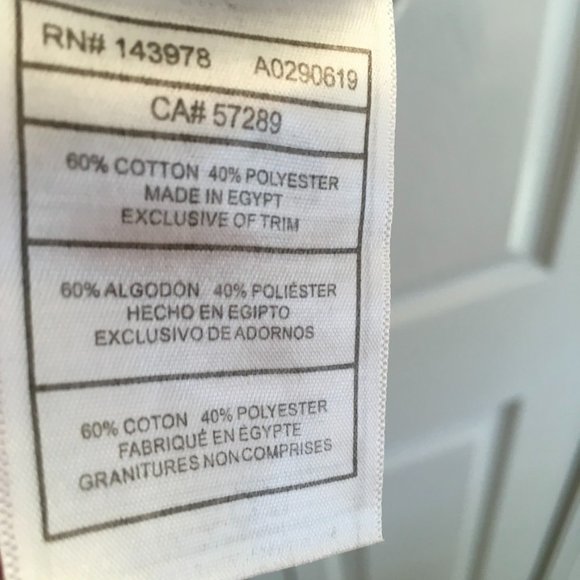 RN# 143978 A0290619
CA# 57289
60% COTTON 40% POLYESTER
MADE IN EGYPT
EXCLUSIVE OF TRIM
60% ALGODON 40% POLIÉSTER
HECHO EN EGIPTO
EXCLUSIVO DE ADORNOS
60% COTON 40% POLYESTER
FABRIQUÉ EN ÉGYPTE
GRANITURES NON COMPRISES